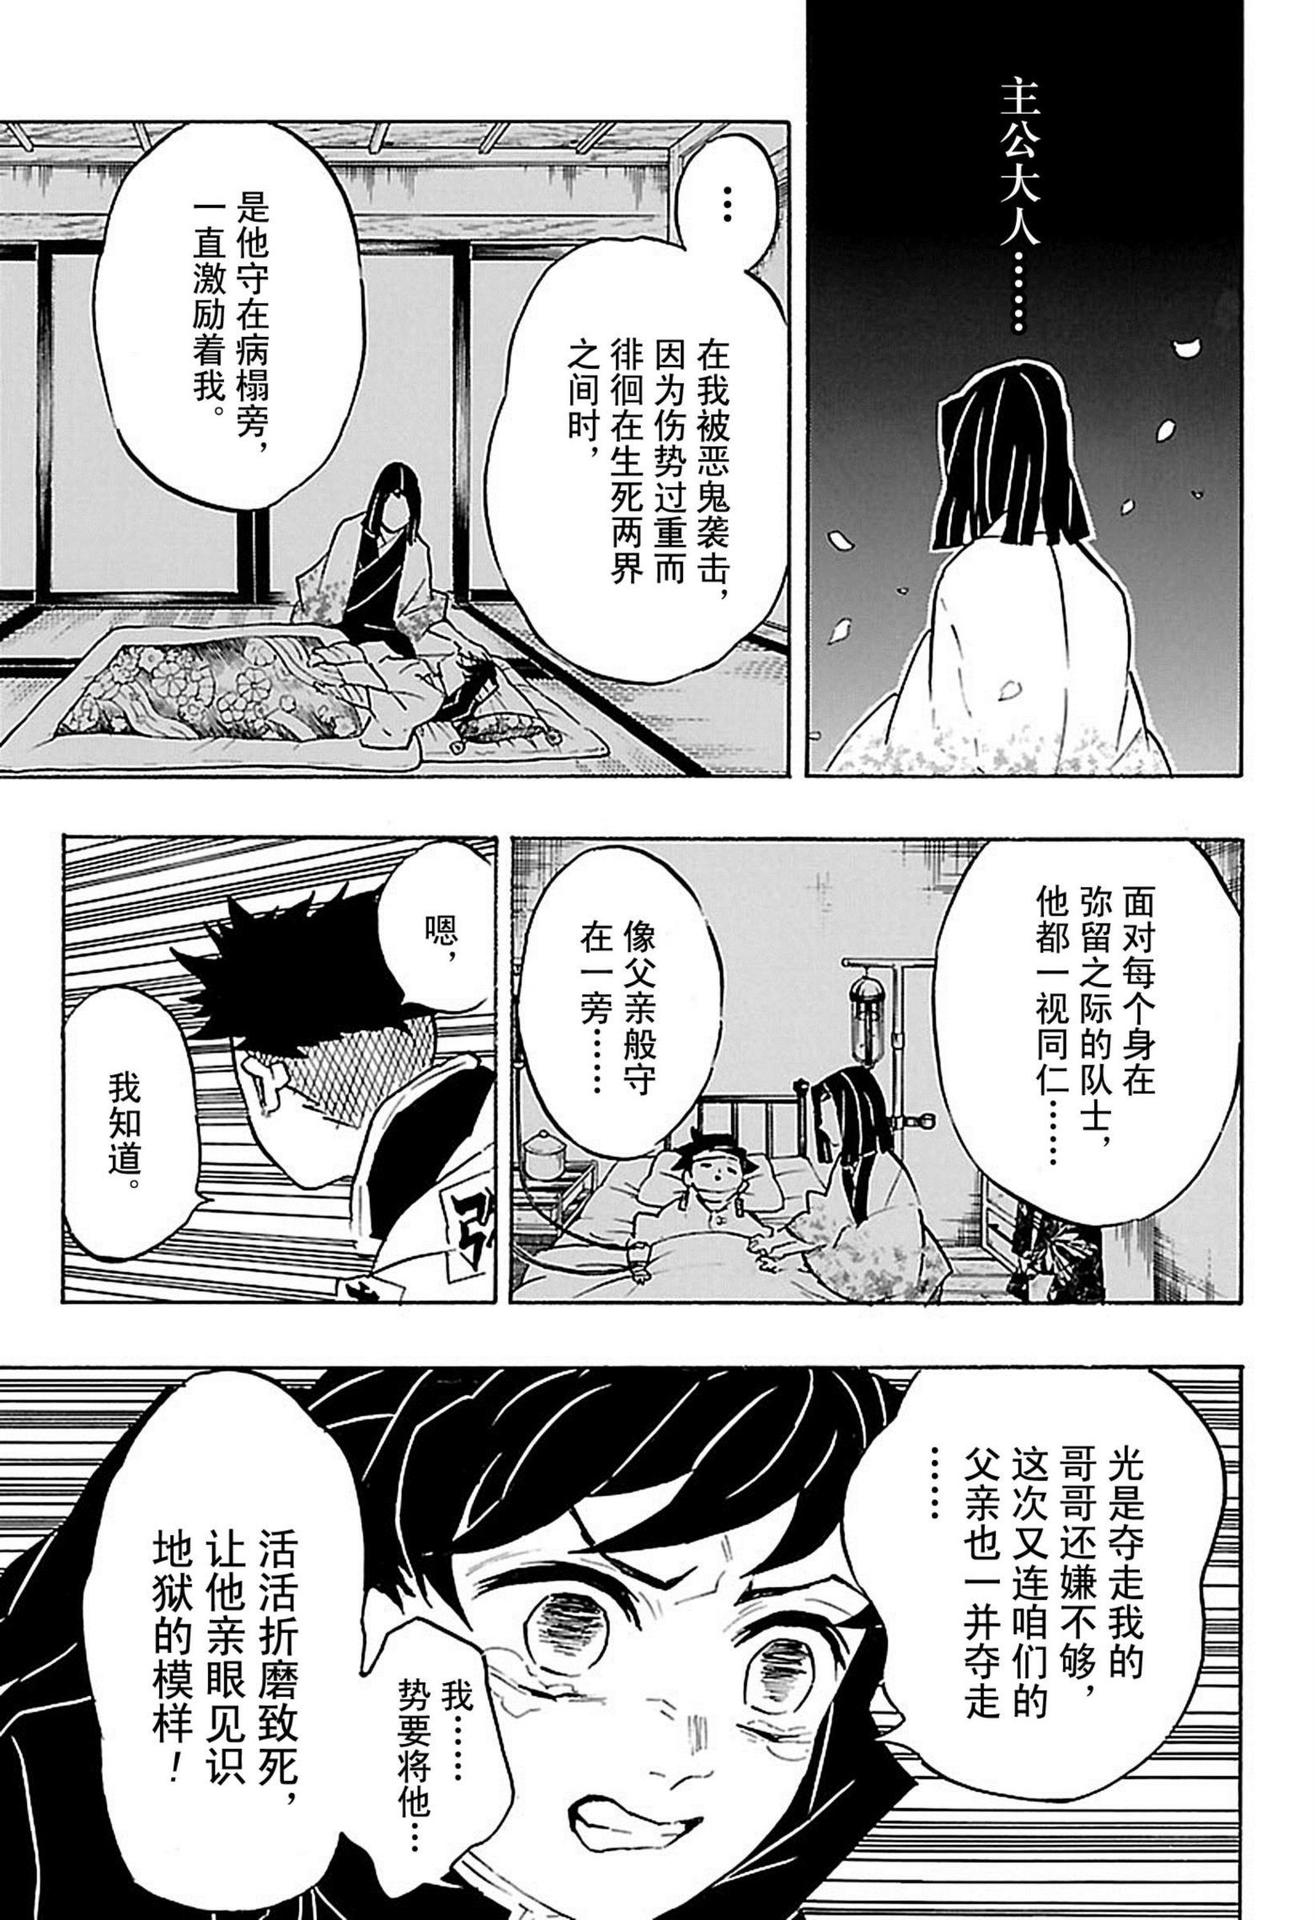 主公大人……
…
在我被恶鬼袭击，
因为伤势过重而
徘徊在生死两界
之间时，
是他守在病榻旁，
一直激励着我。
面对每个身在
弥留之际的队士，
他都一视同仁……
像父亲般守
在一旁……
嗯，
我知道。
光是夺走我的
哥哥还嫌不够，
这次又连咱们的
父亲也一并夺走
……
我……
势要将他…
活活折磨致死，
让他亲眼见识
地狱的模样！